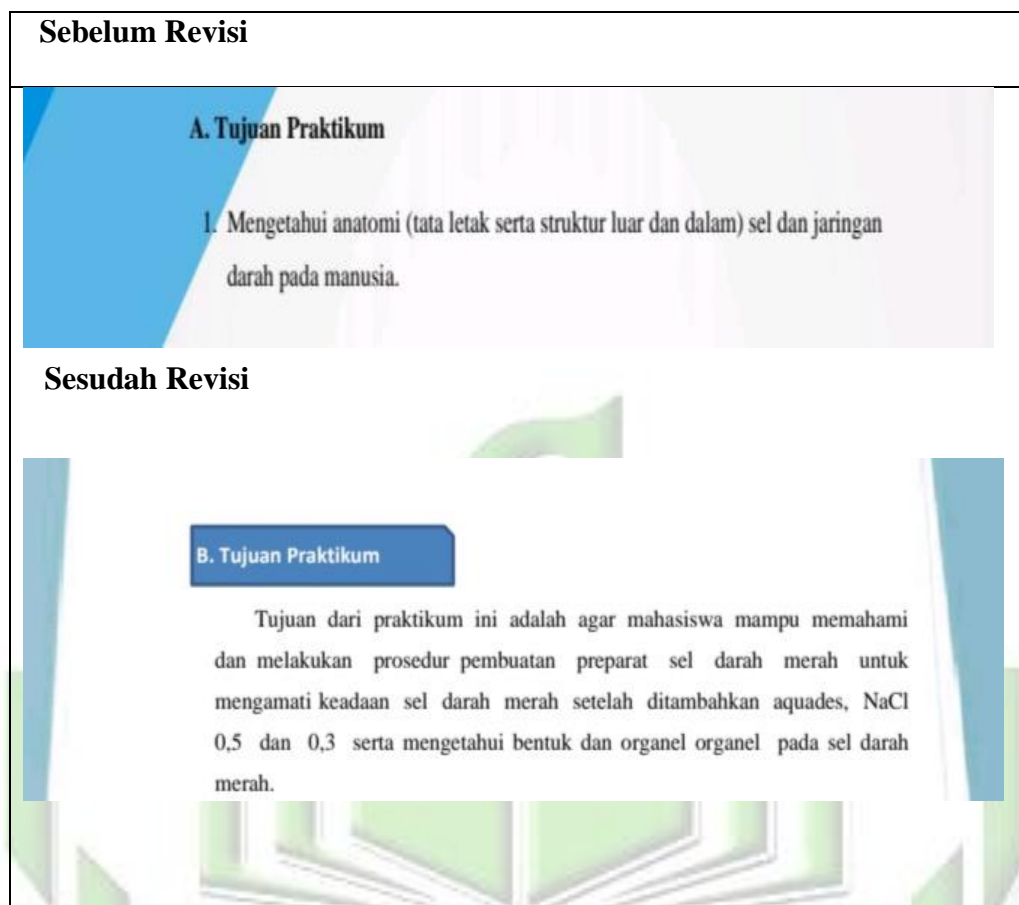 Sebelum Revisi
A. Tujuan Praktikum
1. Mengetahui anatomi (tata letak serta struktur luar dan dalam) sel dan jaringan
darah pada manusia.
Sesudah Revisi
B. Tujuan Praktikum
Tujuan dari praktikum ini adalah agar mahasiswa mampu memahami
dan melakukan prosedur pembuatan preparat sel darah merah untuk
mengamati keadaan sel darah merah setelah ditambahkan aquades, NaCl
0,5 dan 0,3 serta mengetahui bentuk dan organel organel pada sel darah
merah.